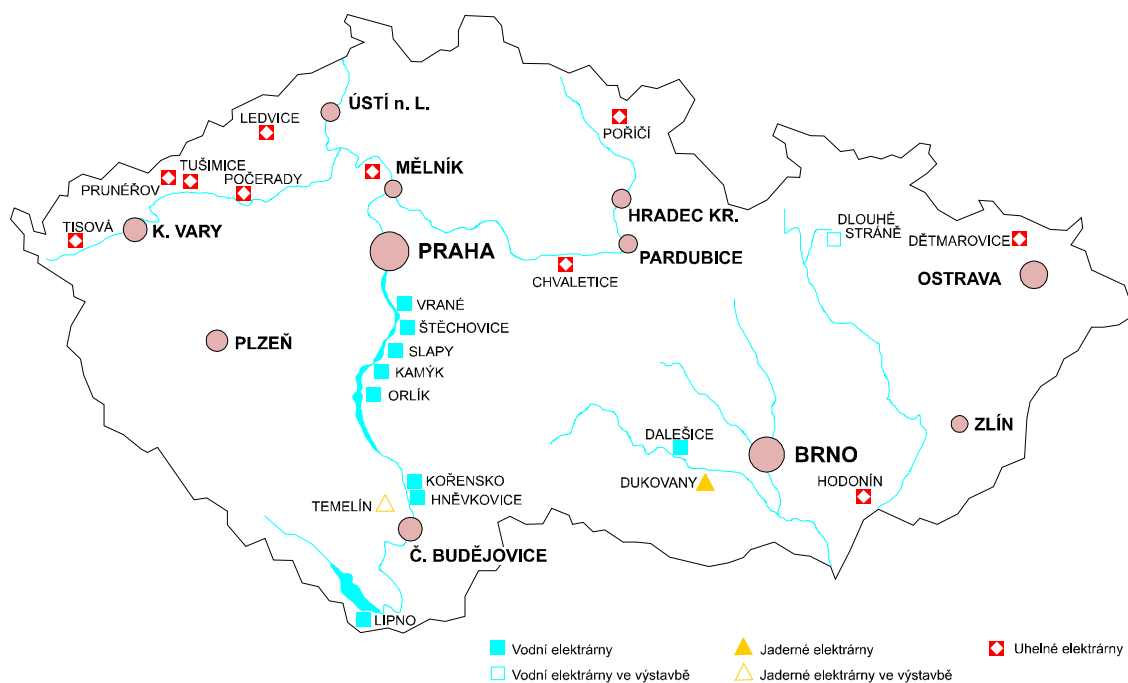 ÚSTÍ n. L.
LEDVICE
POŘÍČÍ
TUŠIMICE
MĚLNÍK
PRUNÉŘOV
POČERADY
HRADEC KR.
TISOVÁ
K. VARY
DLOUHÉ
STRÁNĚ
DĚTMAROVICE
PRAHA
PARDUBICE
CHVALETICE
OSTRAVA
VRANÉ
ŠTĚCHOVICE
PLZEŇ
SLAPY
KAMÝK
ORLÍK
ZLÍN
DALEŠICE
BRNO
KOŘENSKO
DUKOVANY
HODONÍN
HNĚVKOVICE
TEMELÍN
Č. BUDĚJOVICE
LIPNO
Vodní elektrárny
Jaderné elektrárny
Uhelné elektrárny
Vodní elektrárny ve výstavbě
Jaderné elektrárny ve výstavbě